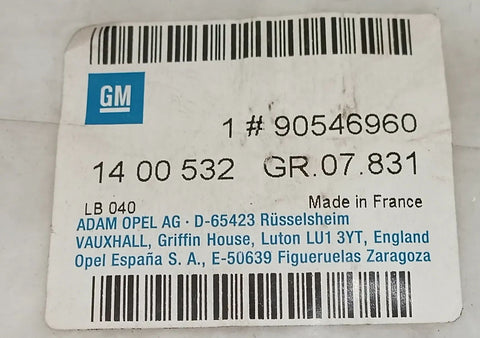 GM
1 # 90546960
14 00 532 GR.07.831
LB 040 Made in France
ADAM OPEL AG · D-65423 Rüsselsheim
VAUXHALL, Griffin House, Luton LU1 3YT, England
Opel España S. A., E-50639 Figueruelas Zaragoza